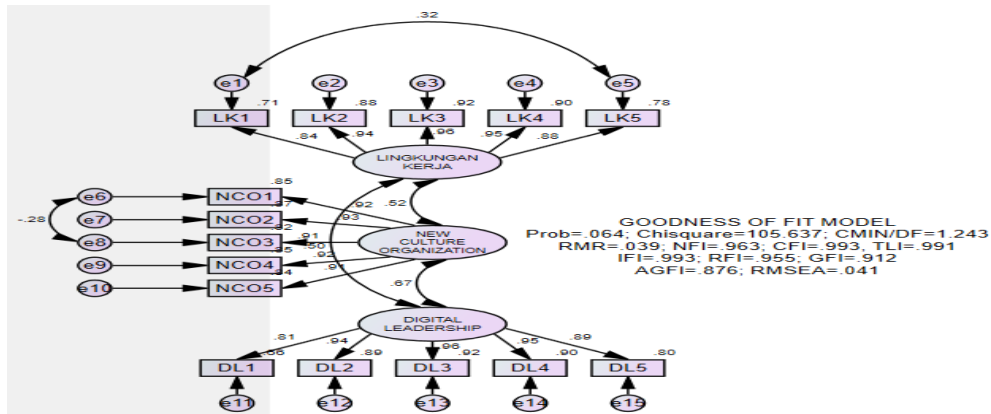 .32
e1 e2 e3 e4 e5
.71 .88 .92 .90 .78
LK1 LK2 LK3 LK4 LK5
.84 .94 .96 .95 .88
LINGKUNGAN
KERJA
.85
e6 NCO1 .92 .52
e7 NCO2 .93
-.28
e8 NCO3 .91 NEW
CULTURE
ORGANIZATION
.50
e9 NCO4 .92
e10 NCO5 .91
.67
GOODNESS OF FIT MODEL
Prob=.064; Chisquare=105.637; CMIN/DF=1.243
RMR=.039; NFI=.963; CFI=.993, TLI=.991
IFI=.993; RFI=.955; GFI=.912
AGFI=.876; RMSEA=.041
DIGITAL
LEADERSHIP
.81 .94 .96 .95 .89
.89 .92 .90 .80
DL1 DL2 DL3 DL4 DL5
e11 e12 e13 e14 e15